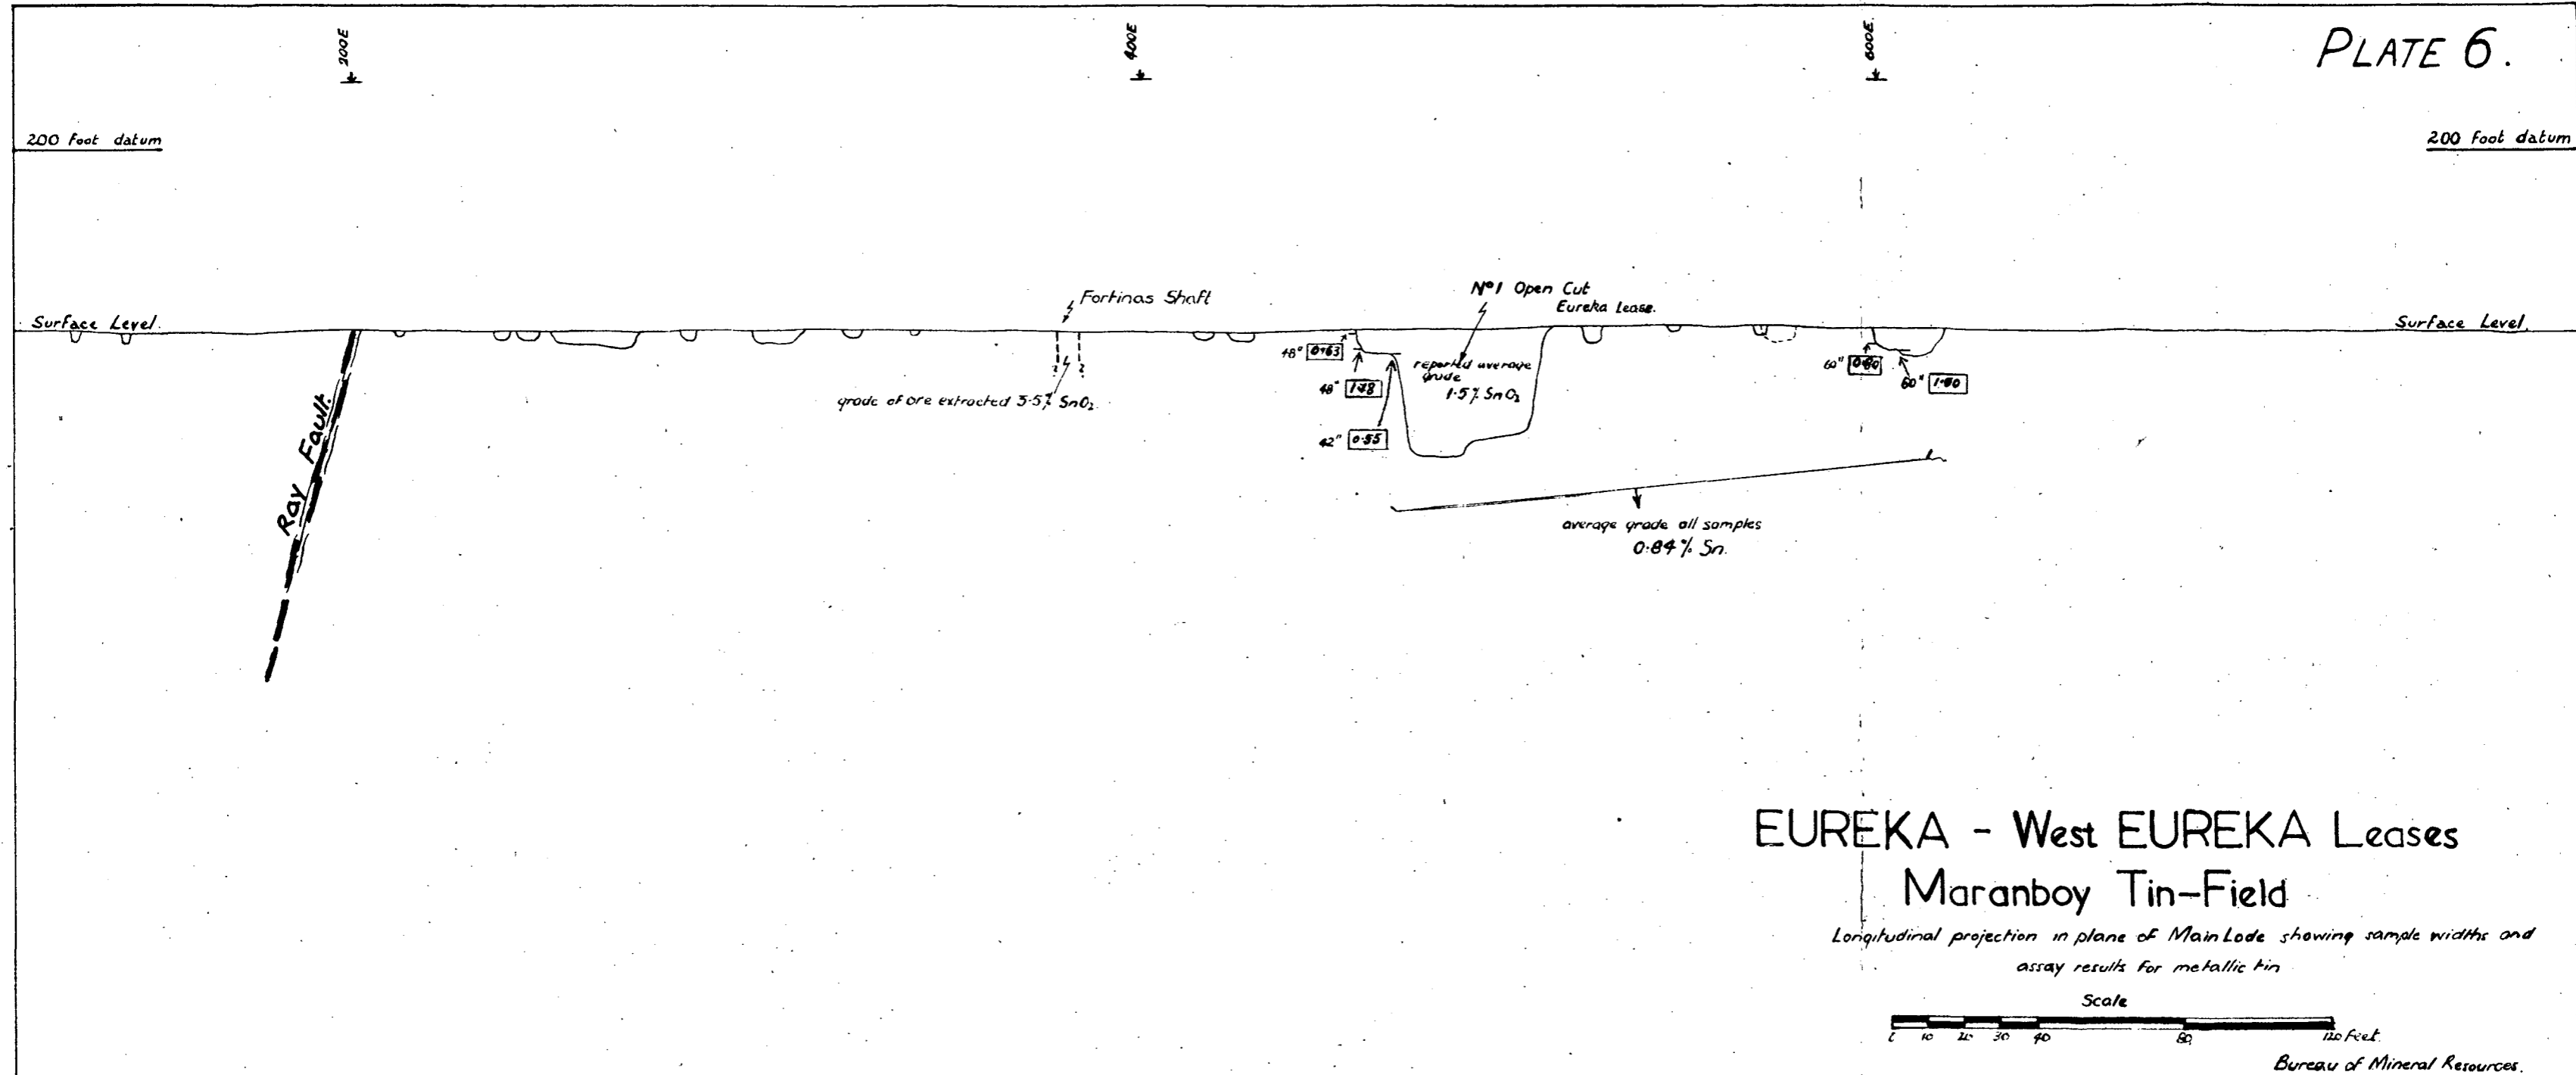 PLATE 6.
200E
400E
600E.
200 foot datum
200 foot datum
Fortinas Shaft
Nº1 Open Cut
Eureka Lease.
Surface Level.
Surface Level.
48" 0.63
reported average
grade
1.5% SnO₂
60" 0.80
60" 1.00
48"
grade of ore extracted 3.5% SnO₂
42" 0.55
Ray Fault.
average grade all samples
0.84% Sn.
EUREKA - West EUREKA Leases
Maranboy Tin-Field
Longitudinal projection in plane of Main Lode showing sample widths and
assay results for metallic tin
Scale
10 20 30 40 80 120 Feet.
Bureau of Mineral Resources.